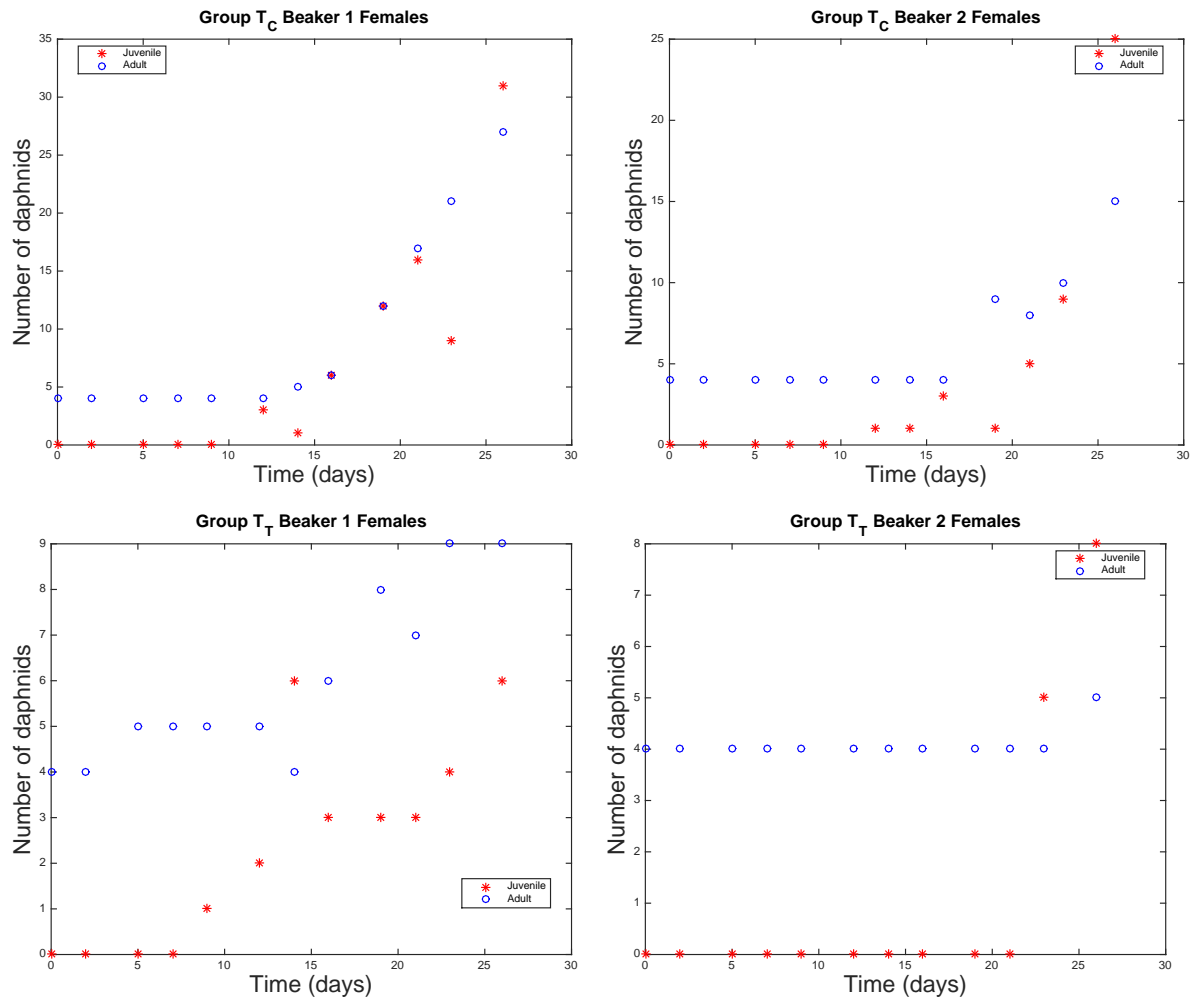 Group T_C Beaker 1 Females
Juvenile
Adult
Number of daphnids
35
30
25
20
15
10
5
0
0 5 10 15 20 25 30
Time (days)
Group T_C Beaker 2 Females
Juvenile
Adult
Number of daphnids
25
20
15
10
5
0
0 5 10 15 20 25 30
Time (days)
Group T_T Beaker 1 Females
Number of daphnids
9
8
7
6
5
4
3
2
1
0
Juvenile
Adult
0 5 10 15 20 25 30
Time (days)
Group T_T Beaker 2 Females
Juvenile
Adult
Number of daphnids
8
7
6
5
4
3
2
1
0
0 5 10 15 20 25 30
Time (days)